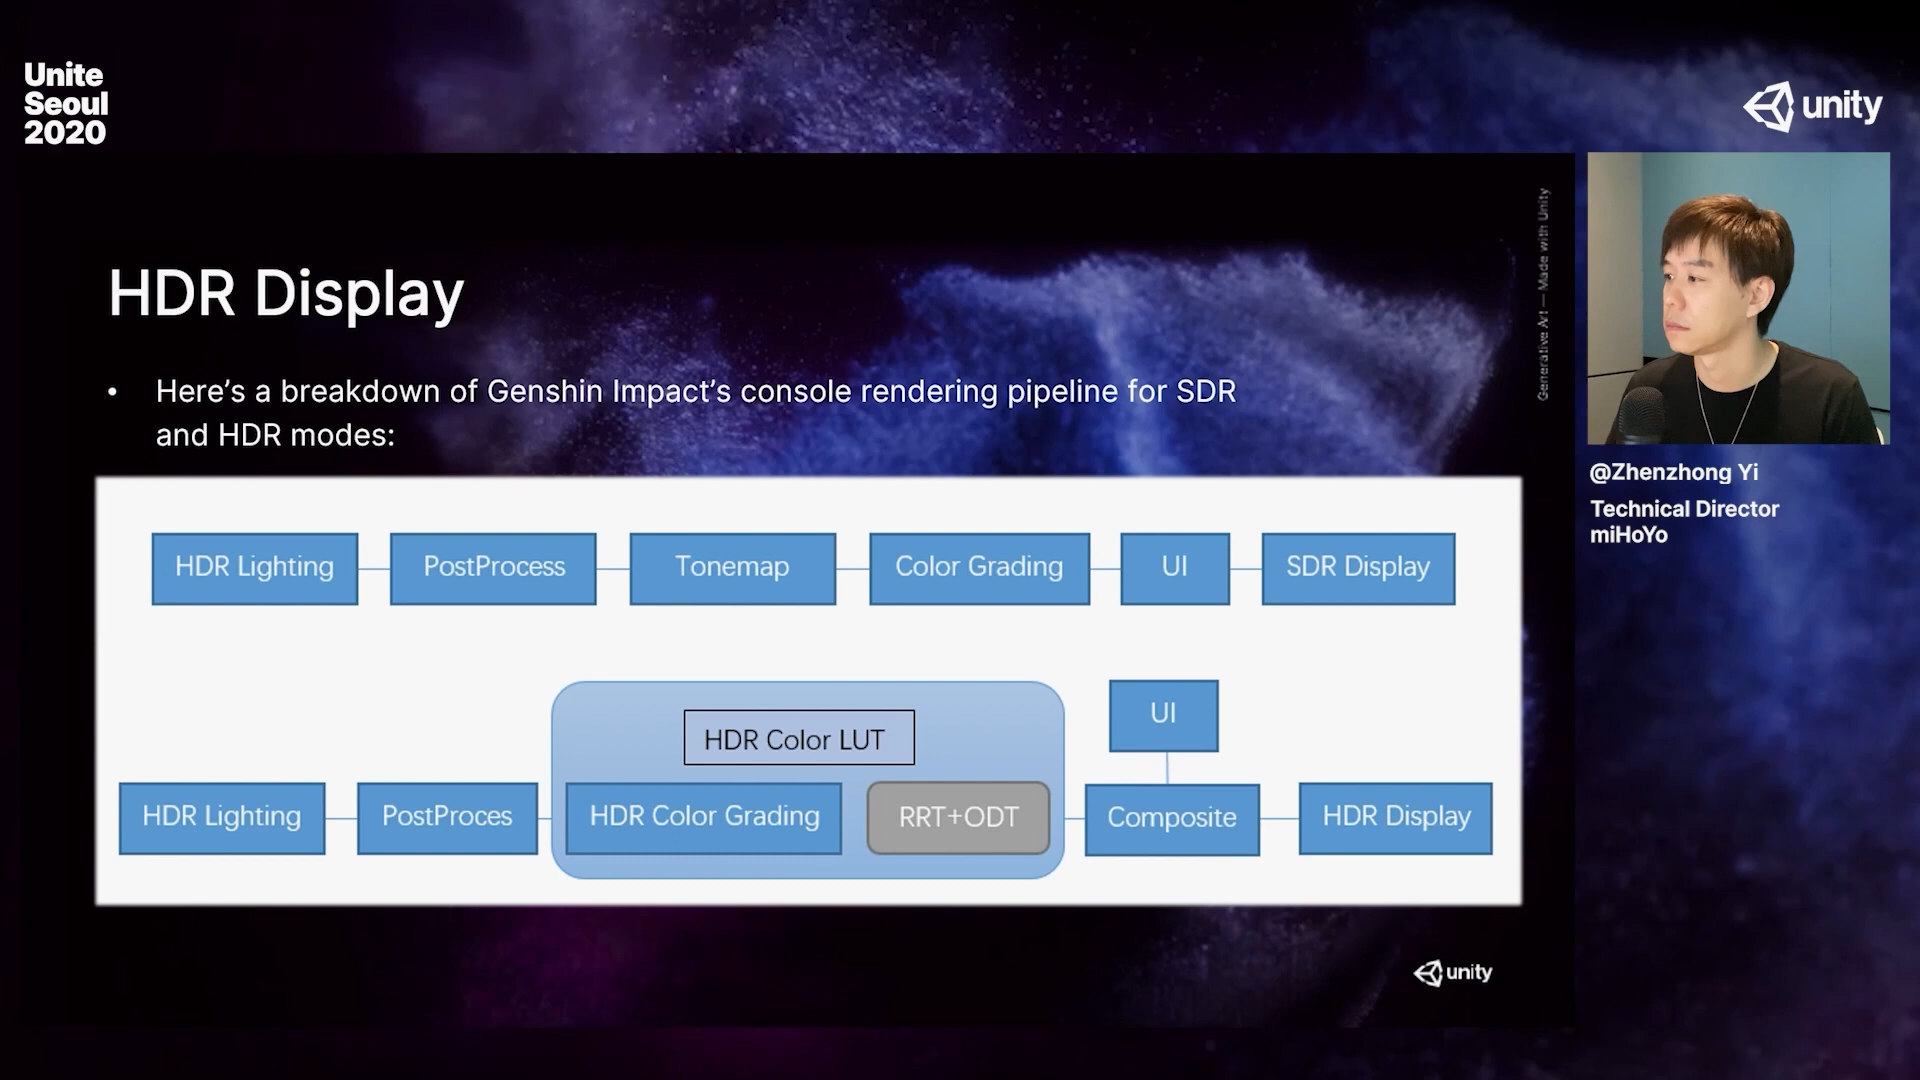 Unite
Seoul
2020
unity
Generative Art — Made with Unity
HDR Display
• Here's a breakdown of Genshin Impact's console rendering pipeline for SDR
and HDR modes:
HDR Lighting
PostProcess
Tonemap
Color Grading
UI
SDR Display
HDR Color LUT
UI
HDR Lighting
PostProces
HDR Color Grading
RRT+ODT
Composite
HDR Display
unity
@Zhenzhong Yi
Technical Director
miHoYo